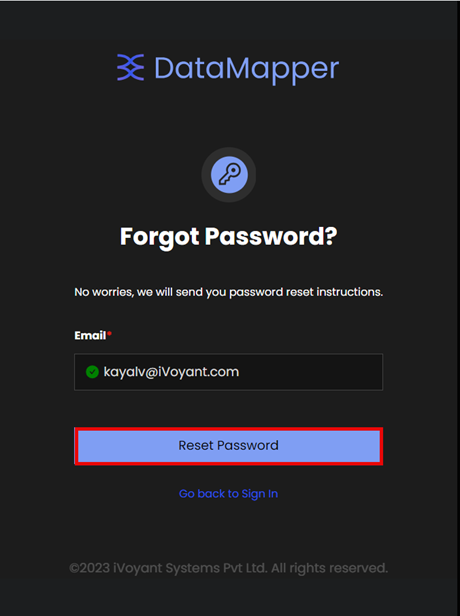 DataMapper
Forgot Password?
No worries, we will send you password reset instructions.
Email*
kayalv@iVoyant.com
Reset Password
Go back to Sign In
©2023 iVoyant Systems Pvt Ltd. All rights reserved.